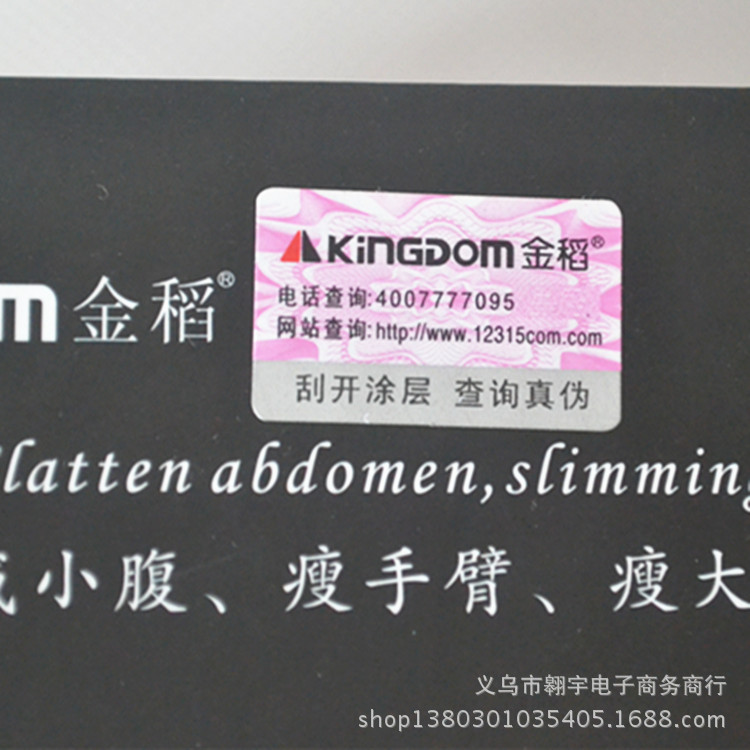 KINGDOM金稻®
电话查询:4007777095
网站查询:http://www.12315com.com
刮开涂层 查询真伪
m金稻®
latten abdomen,slimming
小腹、瘦手臂、瘦大
义乌市翱宇电子商务商行
shop1380301035405.1688.com